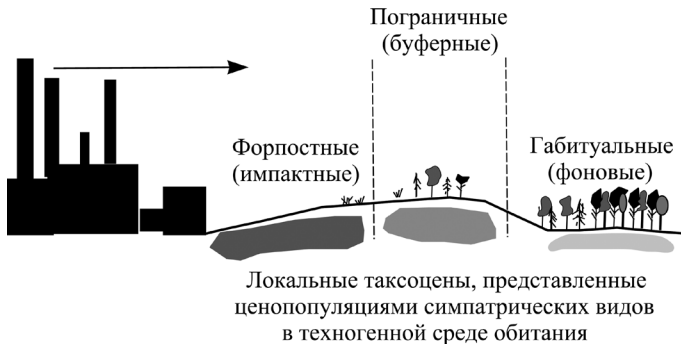 Пограничные
(буферные)
Форпостные
(импактные)
Габитуальные
(фоновые)
Локальные таксоцены, представленные
ценопопуляциями симпатрических видов
в техногенной среде обитания